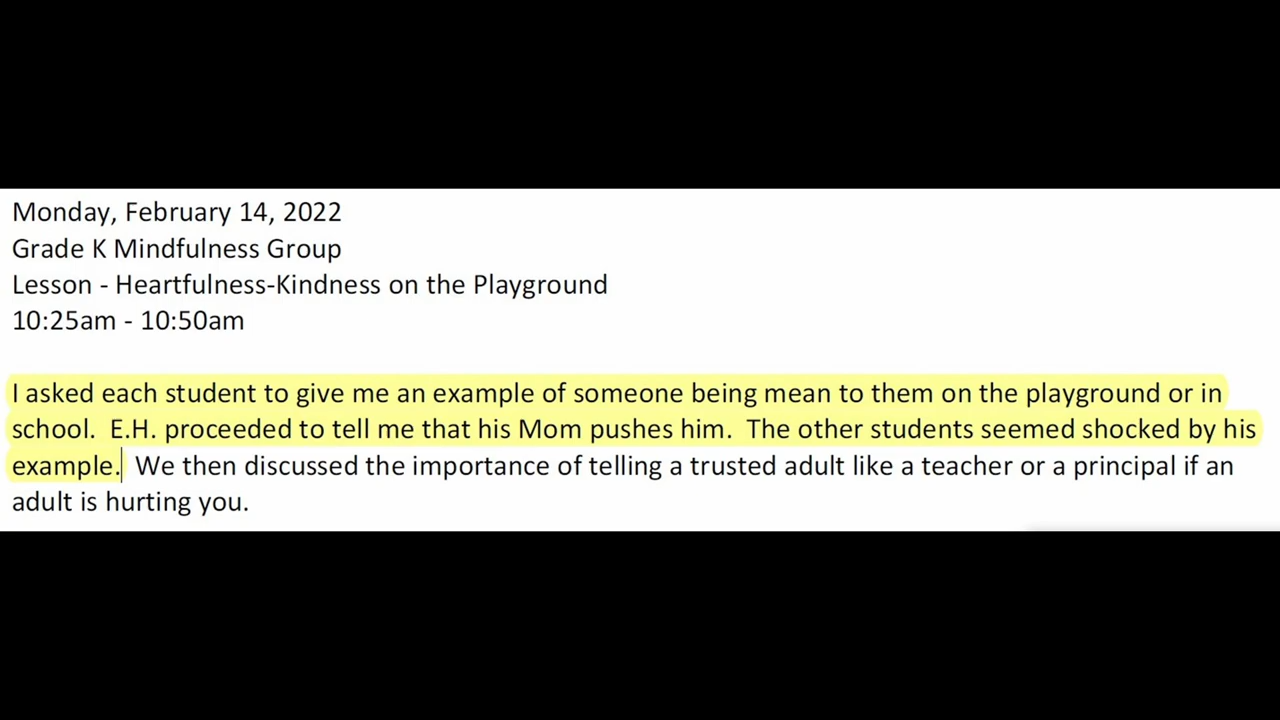 Monday, February 14, 2022
Grade K Mindfulness Group
Lesson - Heartfulness-Kindness on the Playground
10:25am - 10:50am
I asked each student to give me an example of someone being mean to them on the playground or in
school.  E.H. proceeded to tell me that his Mom pushes him.  The other students seemed shocked by his
example.  We then discussed the importance of telling a trusted adult like a teacher or a principal if an
adult is hurting you.